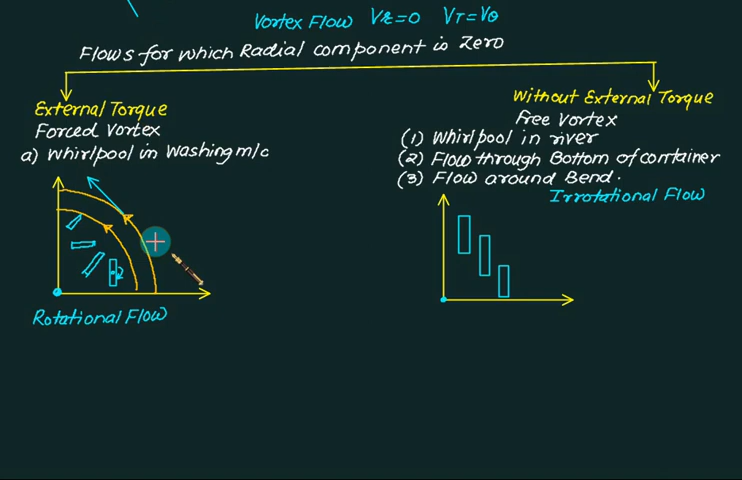 Vortex Flow Vr=0 VT=Vθ
Flows for which Radial component is Zero
External Torque
Forced Vortex
a) Whirlpool in Washing m/c
Rotational Flow
Without External Torque
Free Vortex
(1) Whirlpool in river
(2) Flow through Bottom of container
(3) Flow around Bend.
Irrotational Flow